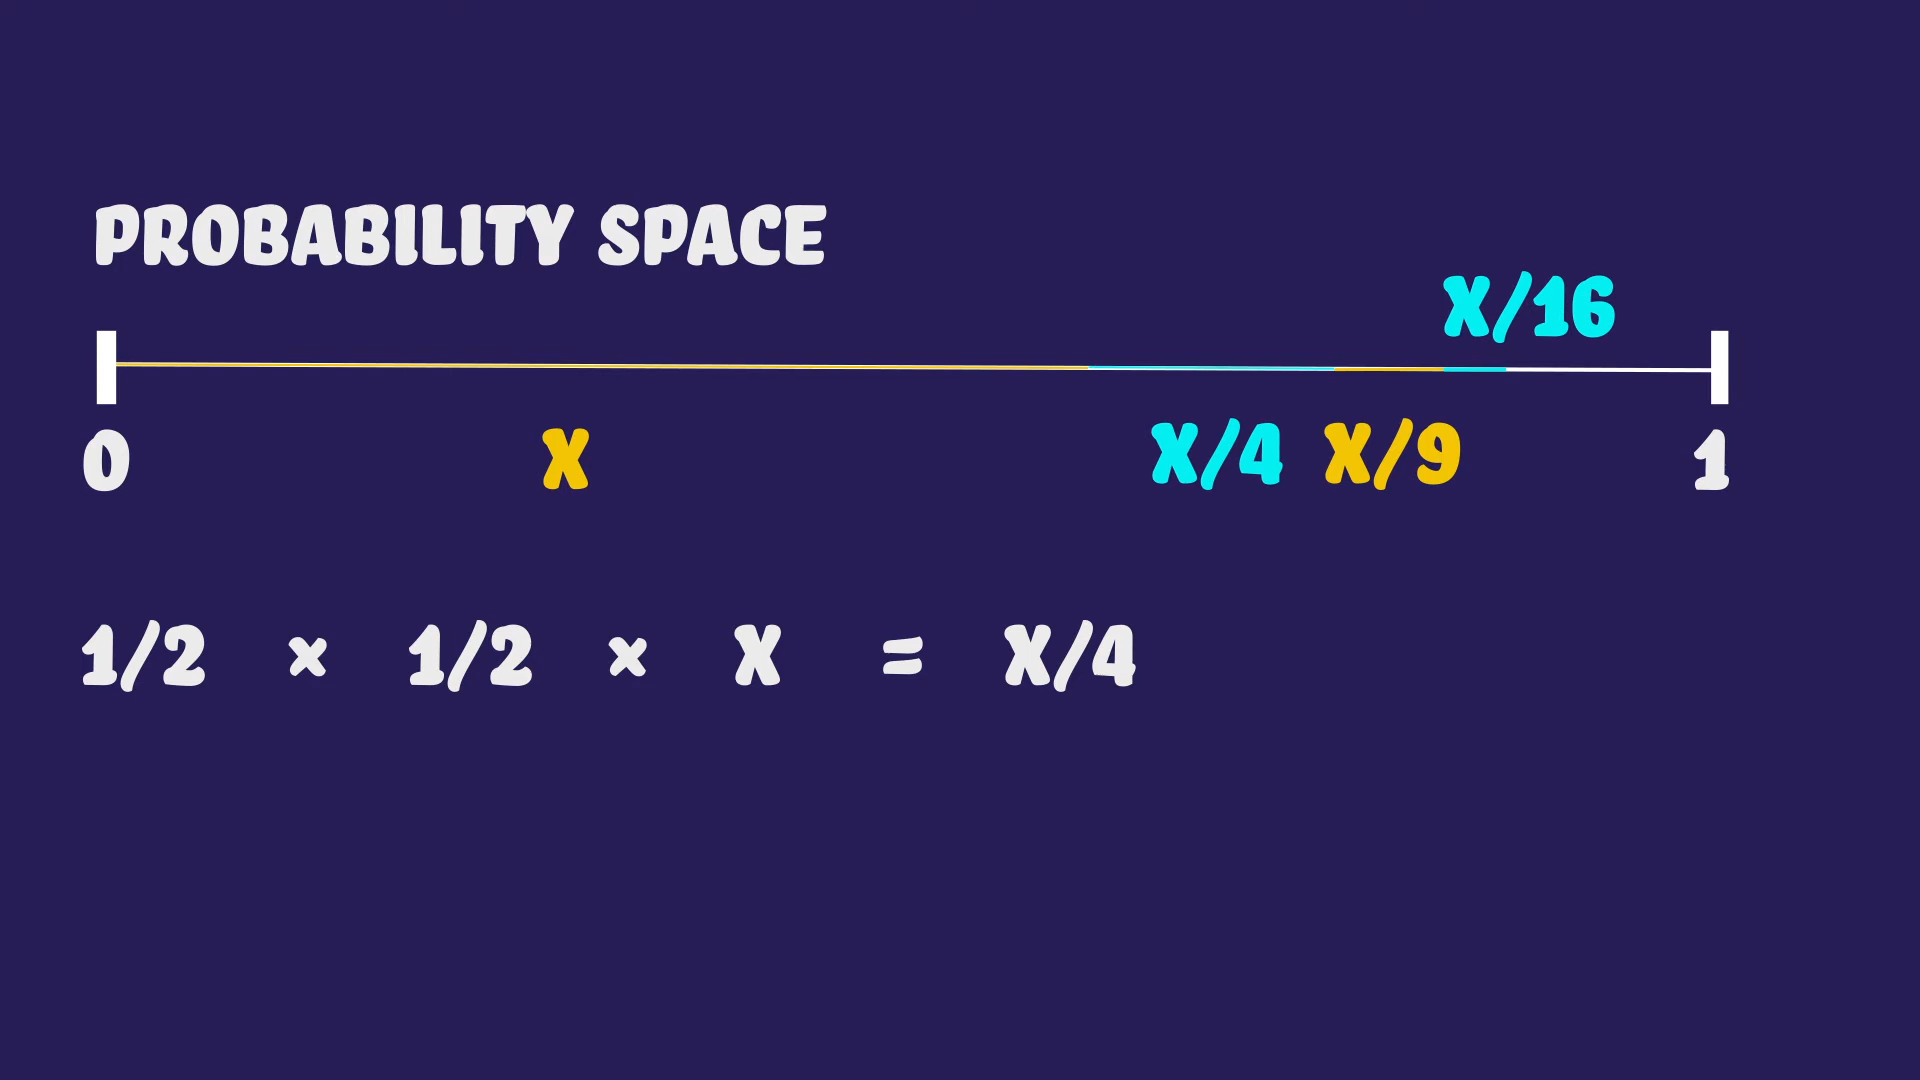 PROBABILITY SPACE
X/16
0 X X/4 X/9 1
1/2 × 1/2 × X = X/4